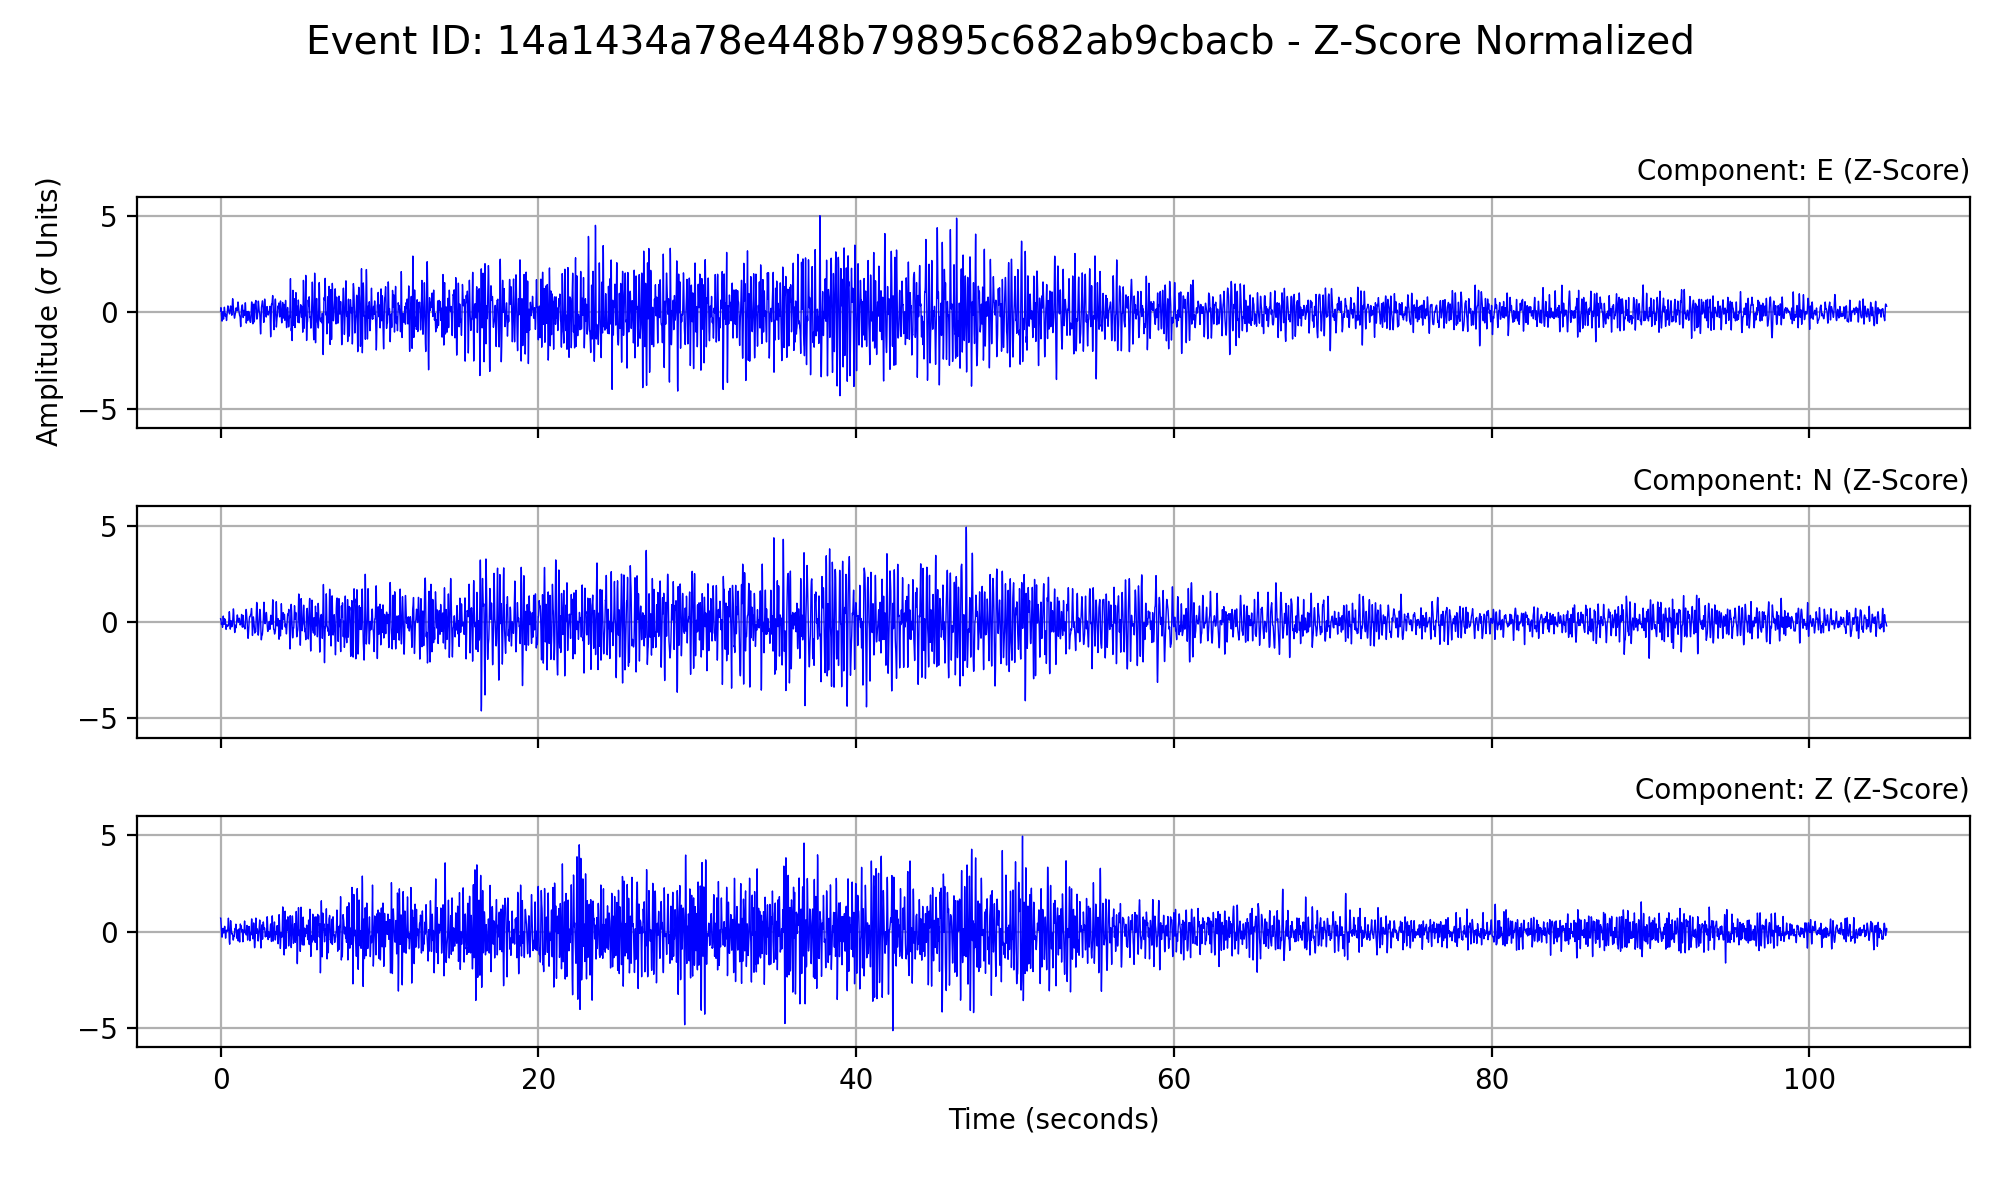 Event ID: 14a1434a78e448b79895c682ab9cbacb - Z-Score Normalized
Component: E (Z-Score)
Amplitude (σ Units)
5
0
−5
Component: N (Z-Score)
5
0
−5
Component: Z (Z-Score)
5
0
−5
0 20 40 60 80 100
Time (seconds)